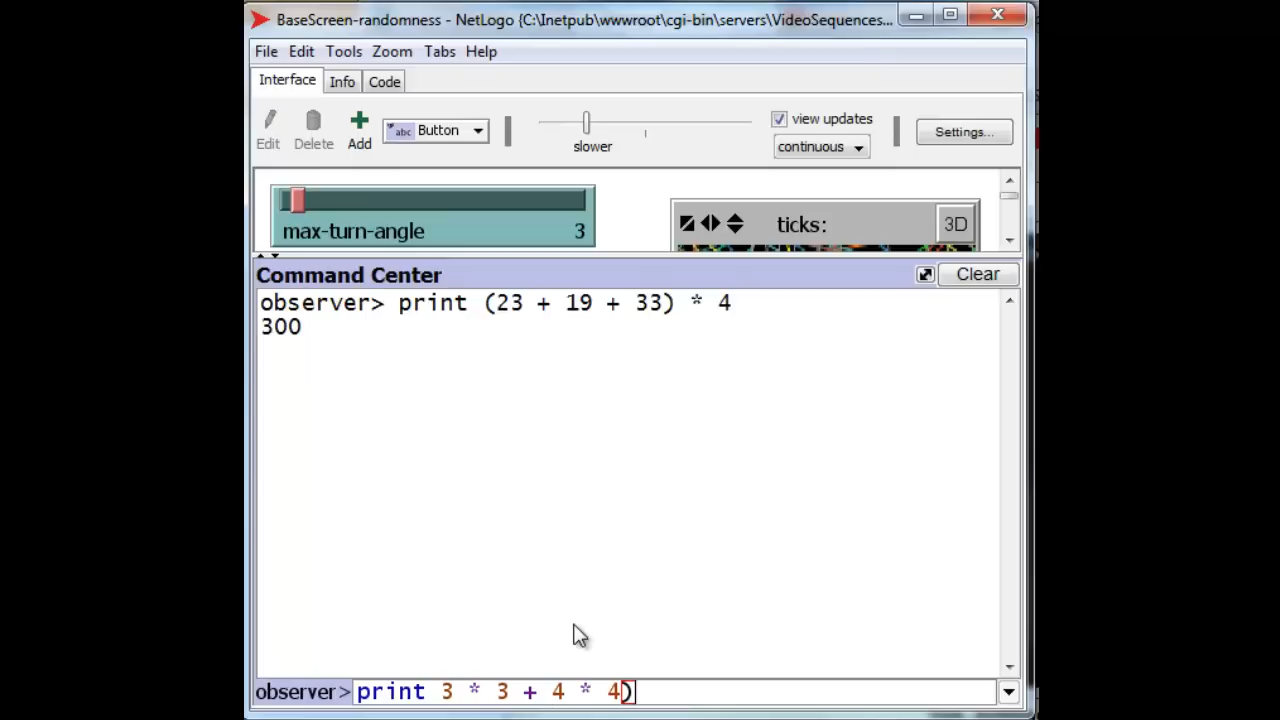 BaseScreen-randomness - NetLogo {C:\Inetpub\wwwroot\cgi-bin\servers\VideoSequences...
File Edit Tools Zoom Tabs Help
Interface Info Code
Edit Delete Add abc Button slower view updates continuous Settings...
max-turn-angle 3 ticks: 3D
Command Center Clear
observer> print (23 + 19 + 33) * 4
300
observer> print 3 * 3 + 4 * 4)